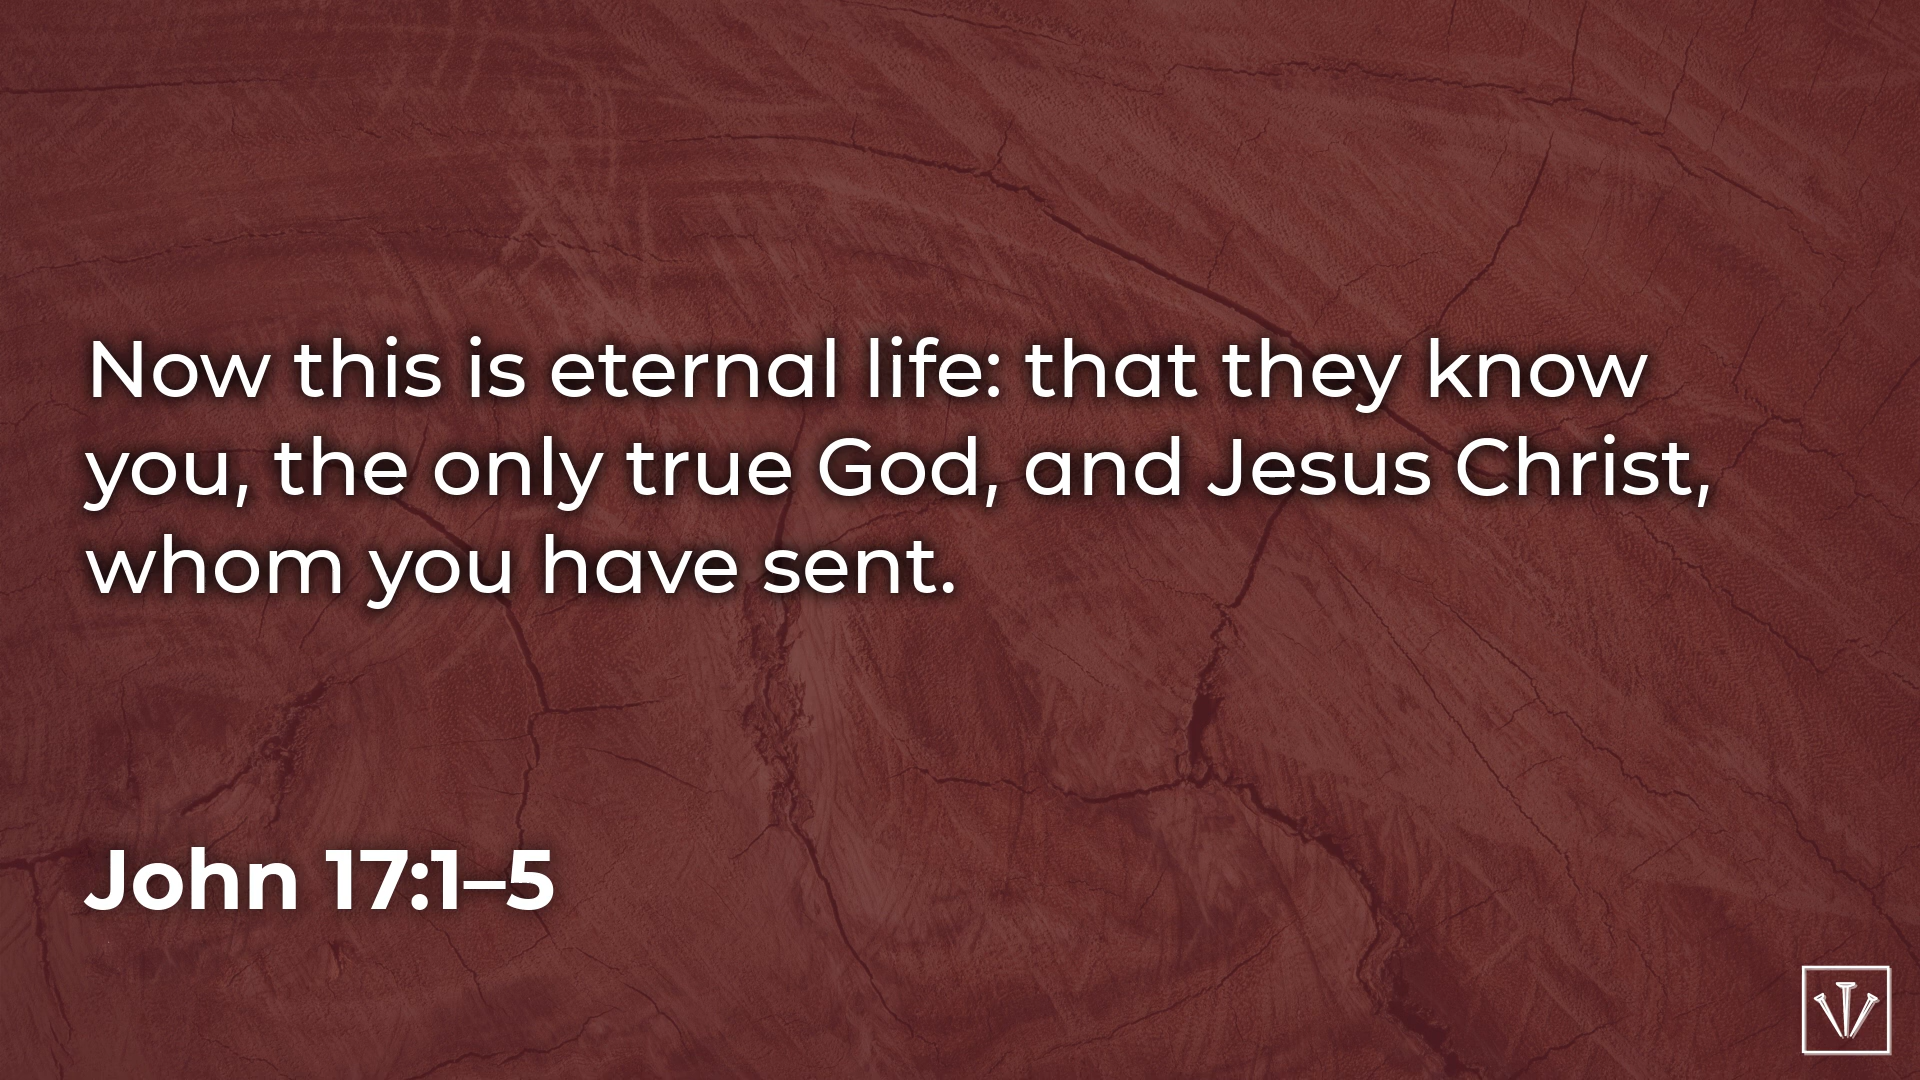 Now this is eternal life: that they know
you, the only true God, and Jesus Christ,
whom you have sent.
John 17:1–5